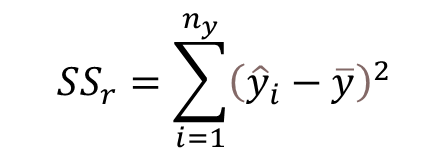 $SS_r = \sum_{i=1}^{n_y} (\hat{y}_i - \bar{y})^2$